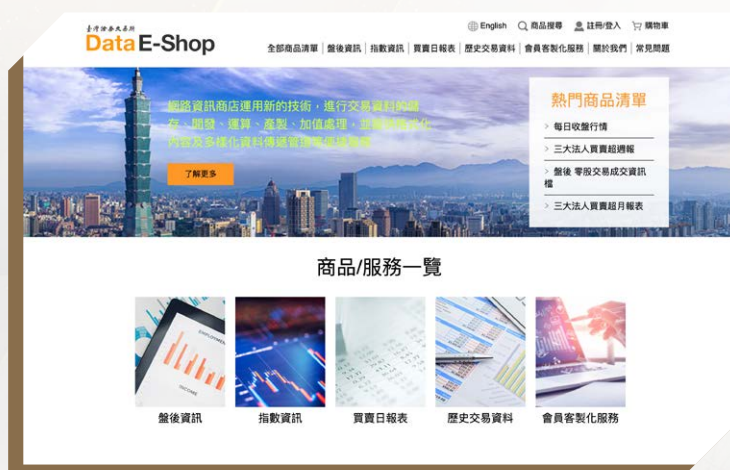 臺灣證券交易所
Data E-Shop
English 商品搜尋 註冊/登入 購物車
全部商品清單 | 盤後資訊 | 指數資訊 | 買賣日報表 | 歷史交易資料 | 會員客製化服務 | 關於我們 | 常見問題
網路資訊商店運用新的技術，進行交易資料的儲
存、開發、運算、產製、加值處理，並
內容及多樣化資料傳遞管道
了解更多
熱門商品清單
> 每日收盤行情
> 三大法人買賣超週報
> 盤後 零股交易成交資訊
檔
> 三大法人買賣超月報表
商品/服務一覽
EMPLOYMEN
INCOME
盤後資訊 指數資訊 買賣日報表 歷史交易資料 會員客製化服務